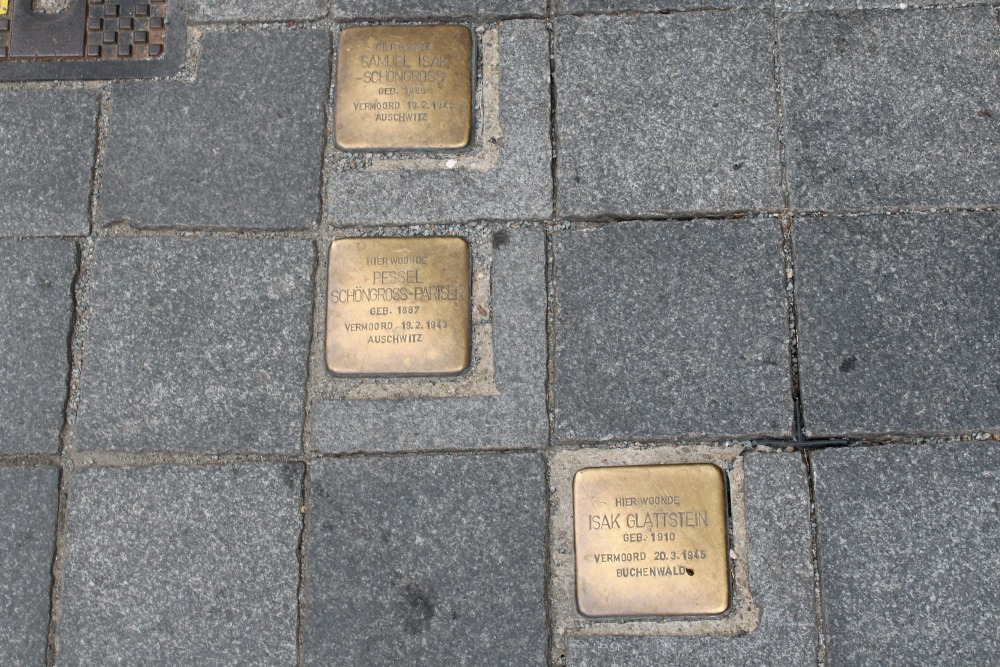 HIER WOONDE
SAMUEL ISAK
-SCHÖNGROSS
GEB. 1886
VERMOORD 19.2.1943
AUSCHWITZ
HIER WOONDE
PESSEL
SCHÖNGROSS-PARISER
GEB. 1887
VERMOORD 19.2.1943
AUSCHWITZ
HIER WOONDE
ISAK GLATTSTEIN
GEB. 1910
VERMOORD 20.3.1945
BUCHENWALD